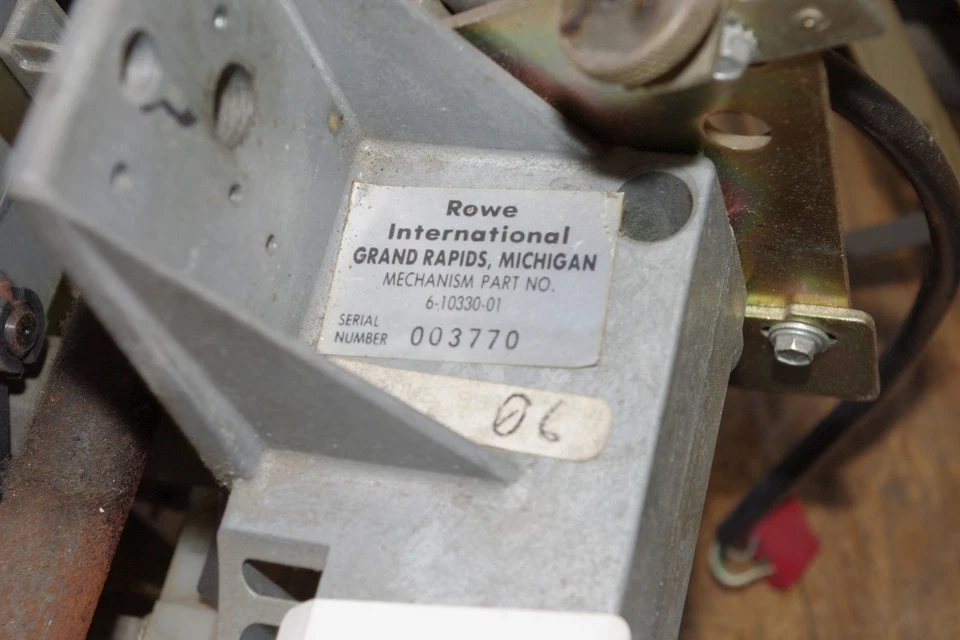 Rowe
International
GRAND RAPIDS, MICHIGAN
MECHANISM PART NO.
6-10330-01
SERIAL
NUMBER 003770
06